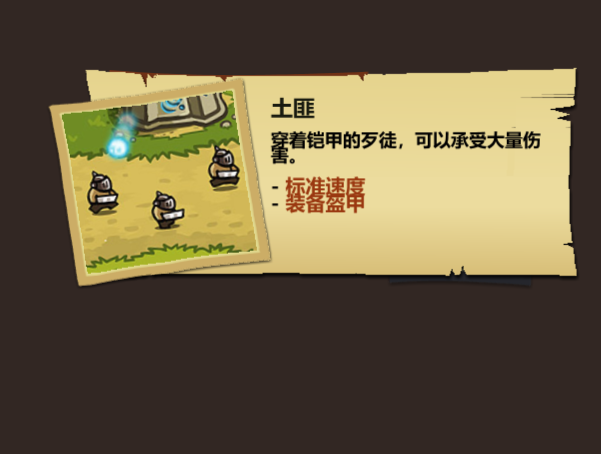 土匪
穿着铠甲的歹徒，可以承受大量伤
害。
- 标准速度
- 装备盔甲